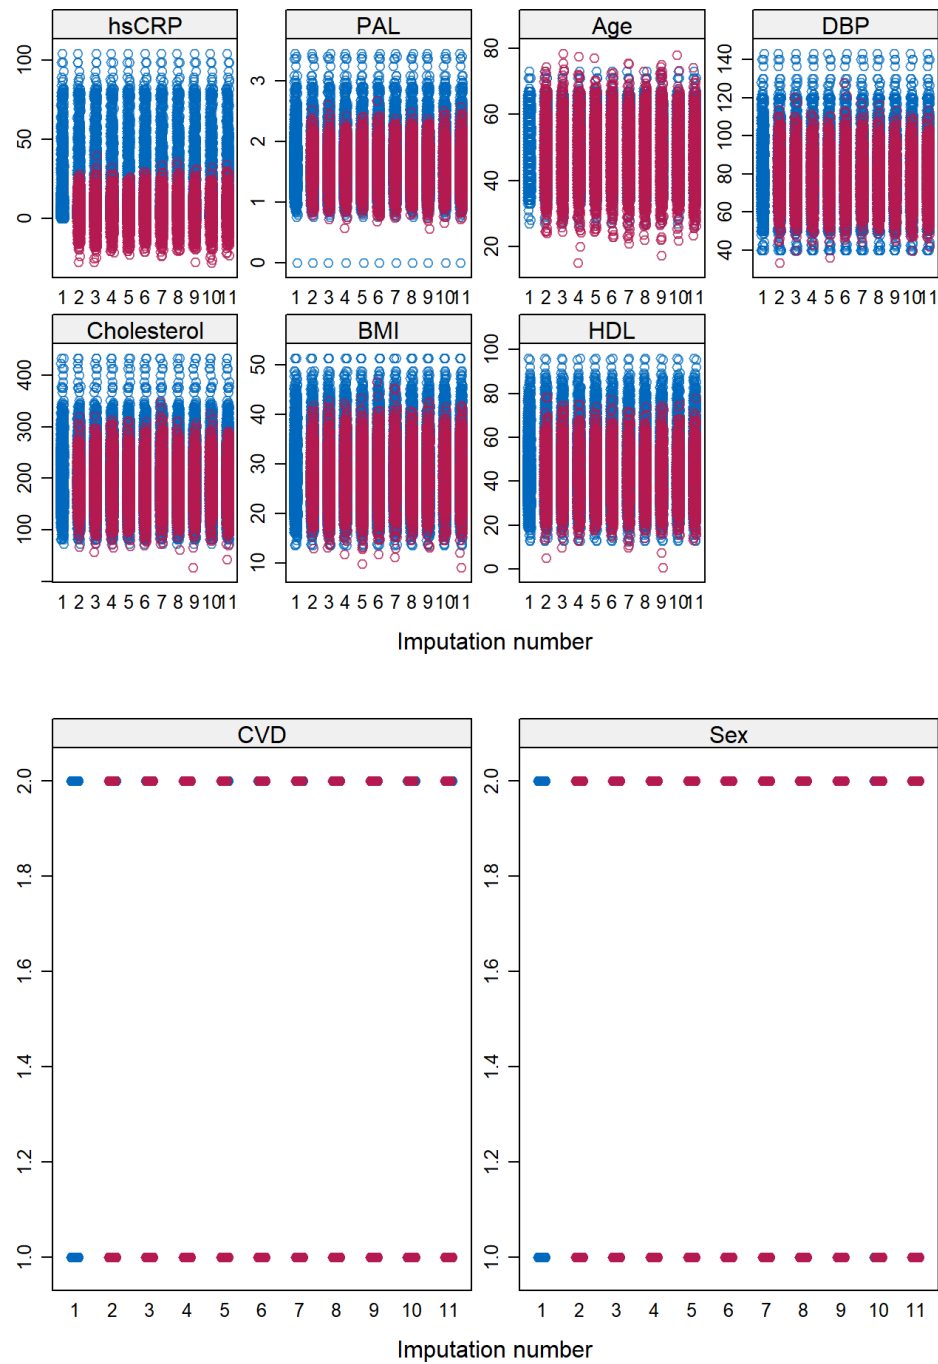 hsCRP PAL Age DBP
0 50 100
0 1 2 3
20 40 60 80
40 60 80 100 120 140
1 2 3 4 5 6 7 8 9 10 11 1 2 3 4 5 6 7 8 9 10 11 1 2 3 4 5 6 7 8 9 10 11 1 2 3 4 5 6 7 8 9 10 11
Cholesterol BMI HDL
100 200 300 400
10 20 30 40 50
0 20 40 60 80 100
1 2 3 4 5 6 7 8 9 10 11 1 2 3 4 5 6 7 8 9 10 11 1 2 3 4 5 6 7 8 9 10 11
Imputation number
CVD Sex
1.0 1.2 1.4 1.6 1.8 2.0
1.0 1.2 1.4 1.6 1.8 2.0
1 2 3 4 5 6 7 8 9 10 11 1 2 3 4 5 6 7 8 9 10 11
Imputation number